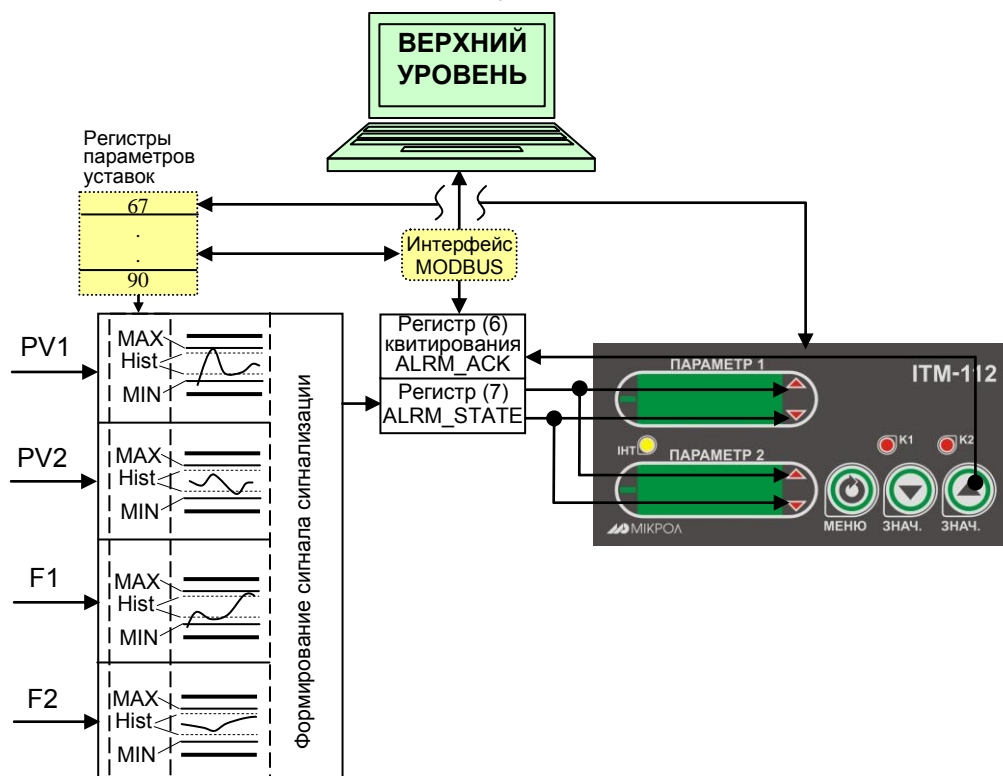 ВЕРХНИЙ
УРОВЕНЬ
Регистры
параметров
уставок
67
.
.
90
Интерфейс
MODBUS
Регистр (6)
квитирования
ALRM_ACK
Регистр (7)
ALRM_STATE
PV1
MAX
Hist
MIN
PV2
MAX
Hist
MIN
F1
MAX
Hist
MIN
F2
MAX
Hist
MIN
Формирование сигнала сигнализации
ПАРАМЕТР 1
ITM-112
ІНТ
ПАРАМЕТР 2
K1
K2
МЕНЮ
ЗНАЧ.
ЗНАЧ.
МІКРОЛ